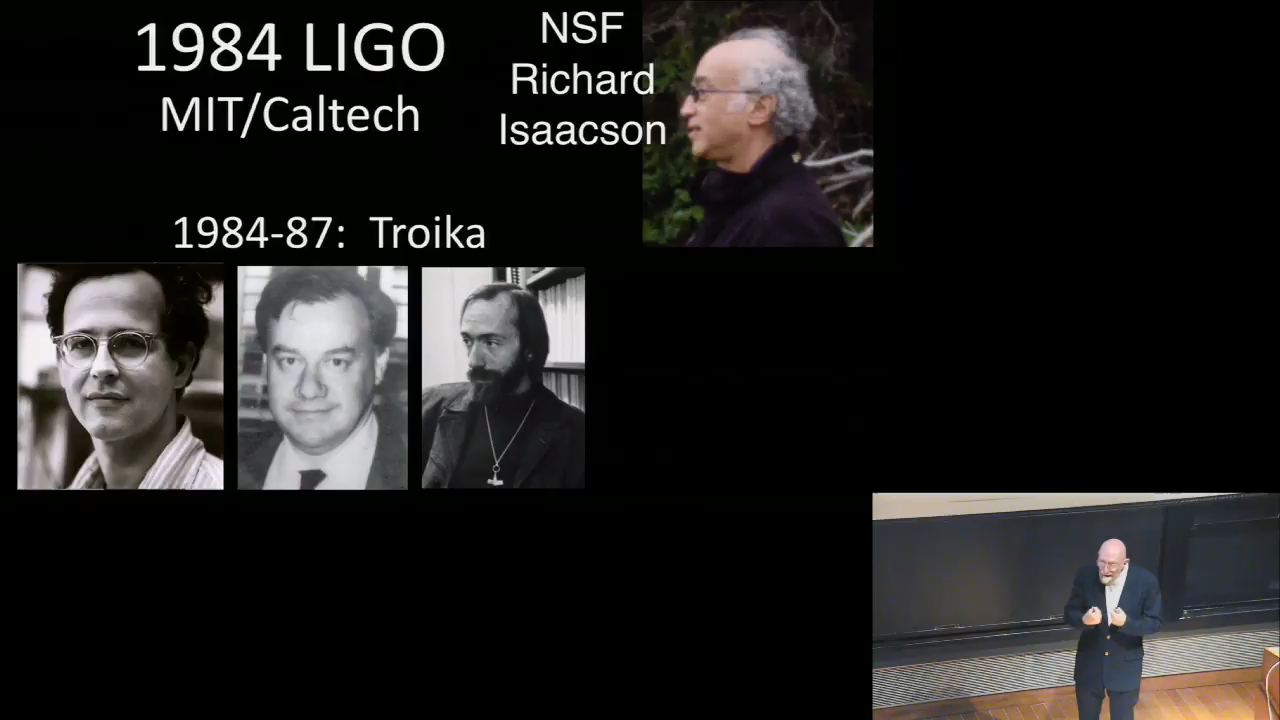 1984 LIGO
MIT/Caltech
NSF
Richard
Isaacson
1984-87: Troika